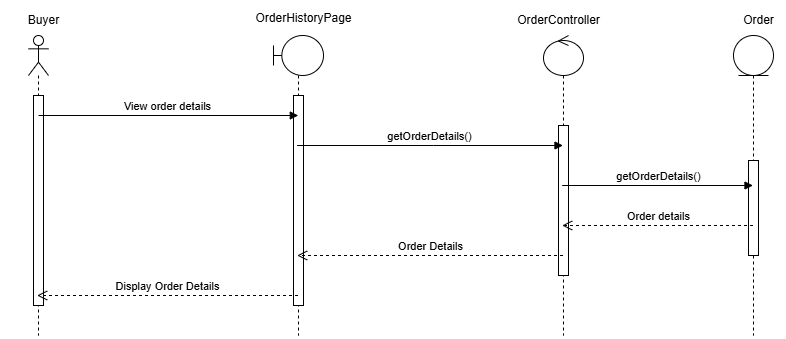 Buyer
OrderHistoryPage
OrderController
Order
View order details
getOrderDetails()
getOrderDetails()
Order details
Order Details
Display Order Details